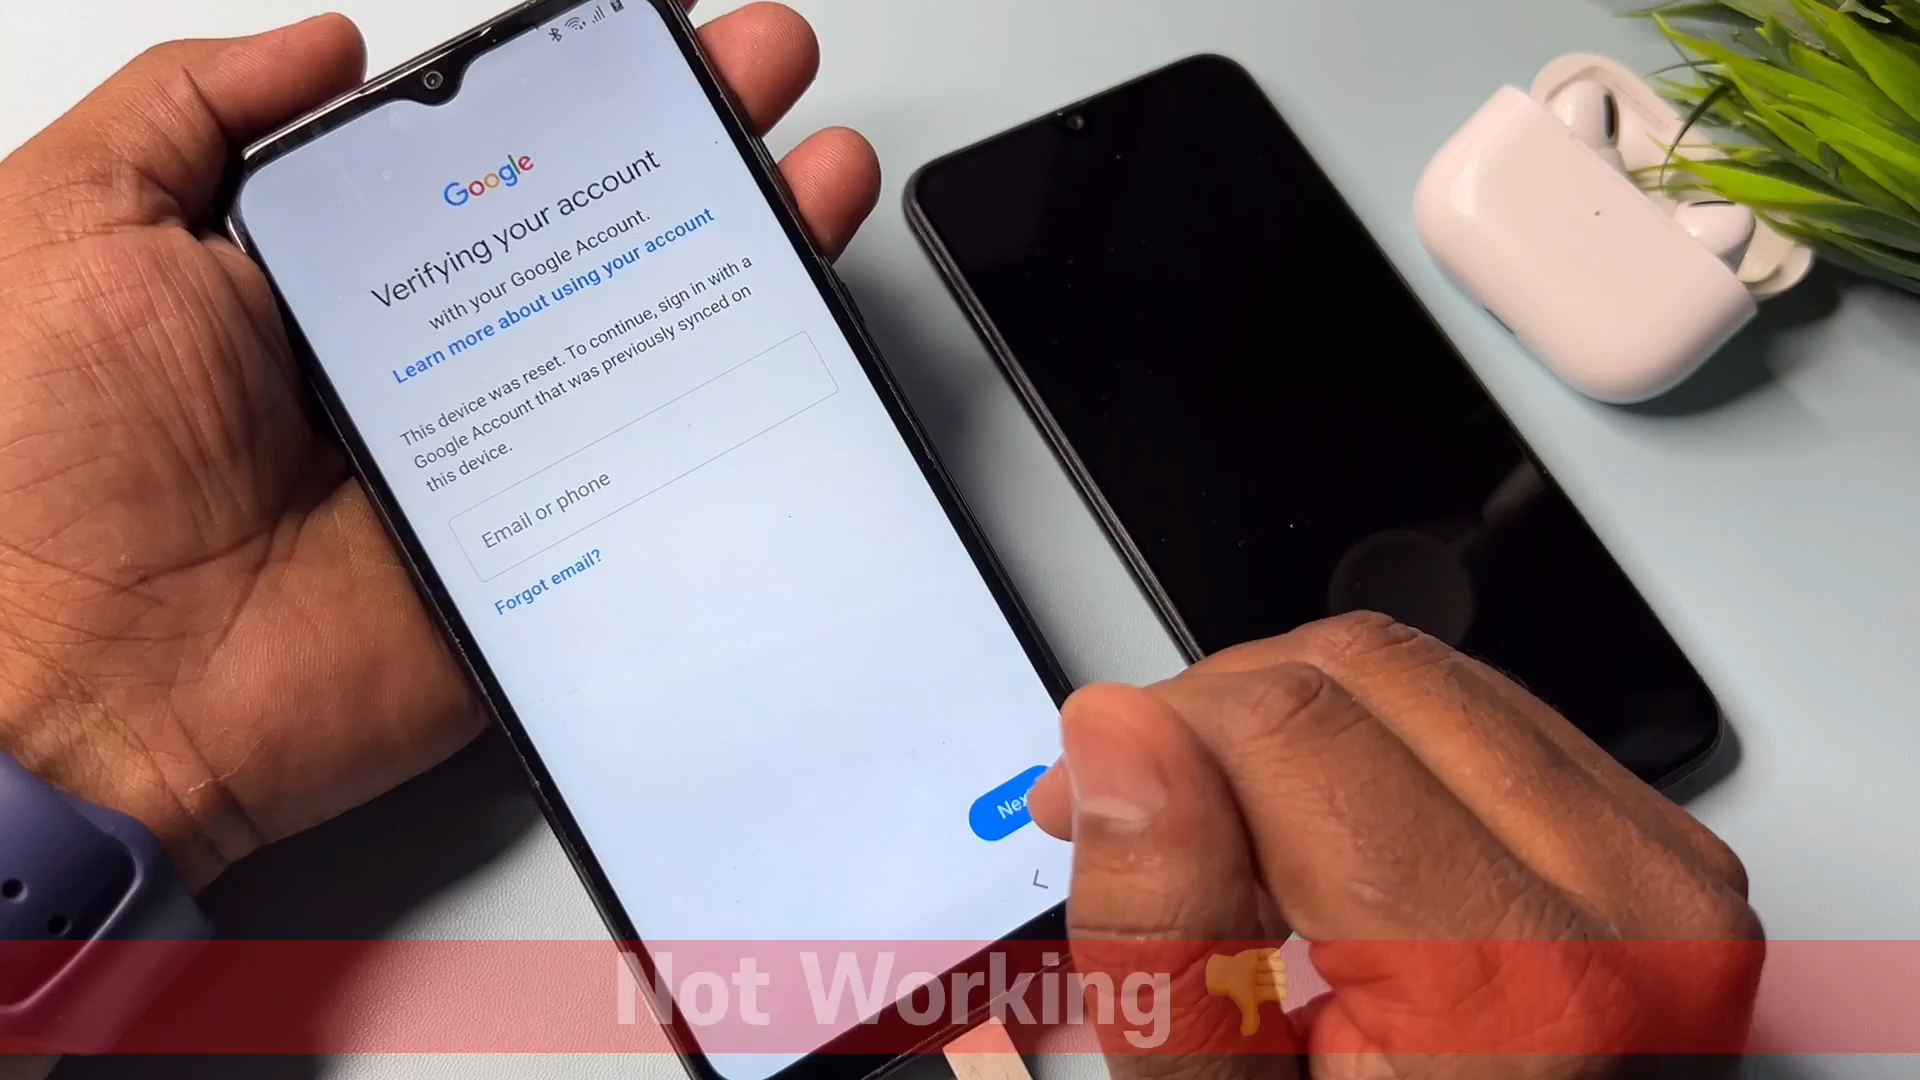 Google
Verifying your account
with your Google Account.
Learn more about using your account
This device was reset. To continue, sign in with a
Google Account that was previously synced on
this device.
Email or phone
Forgot email?
Not Working 👎